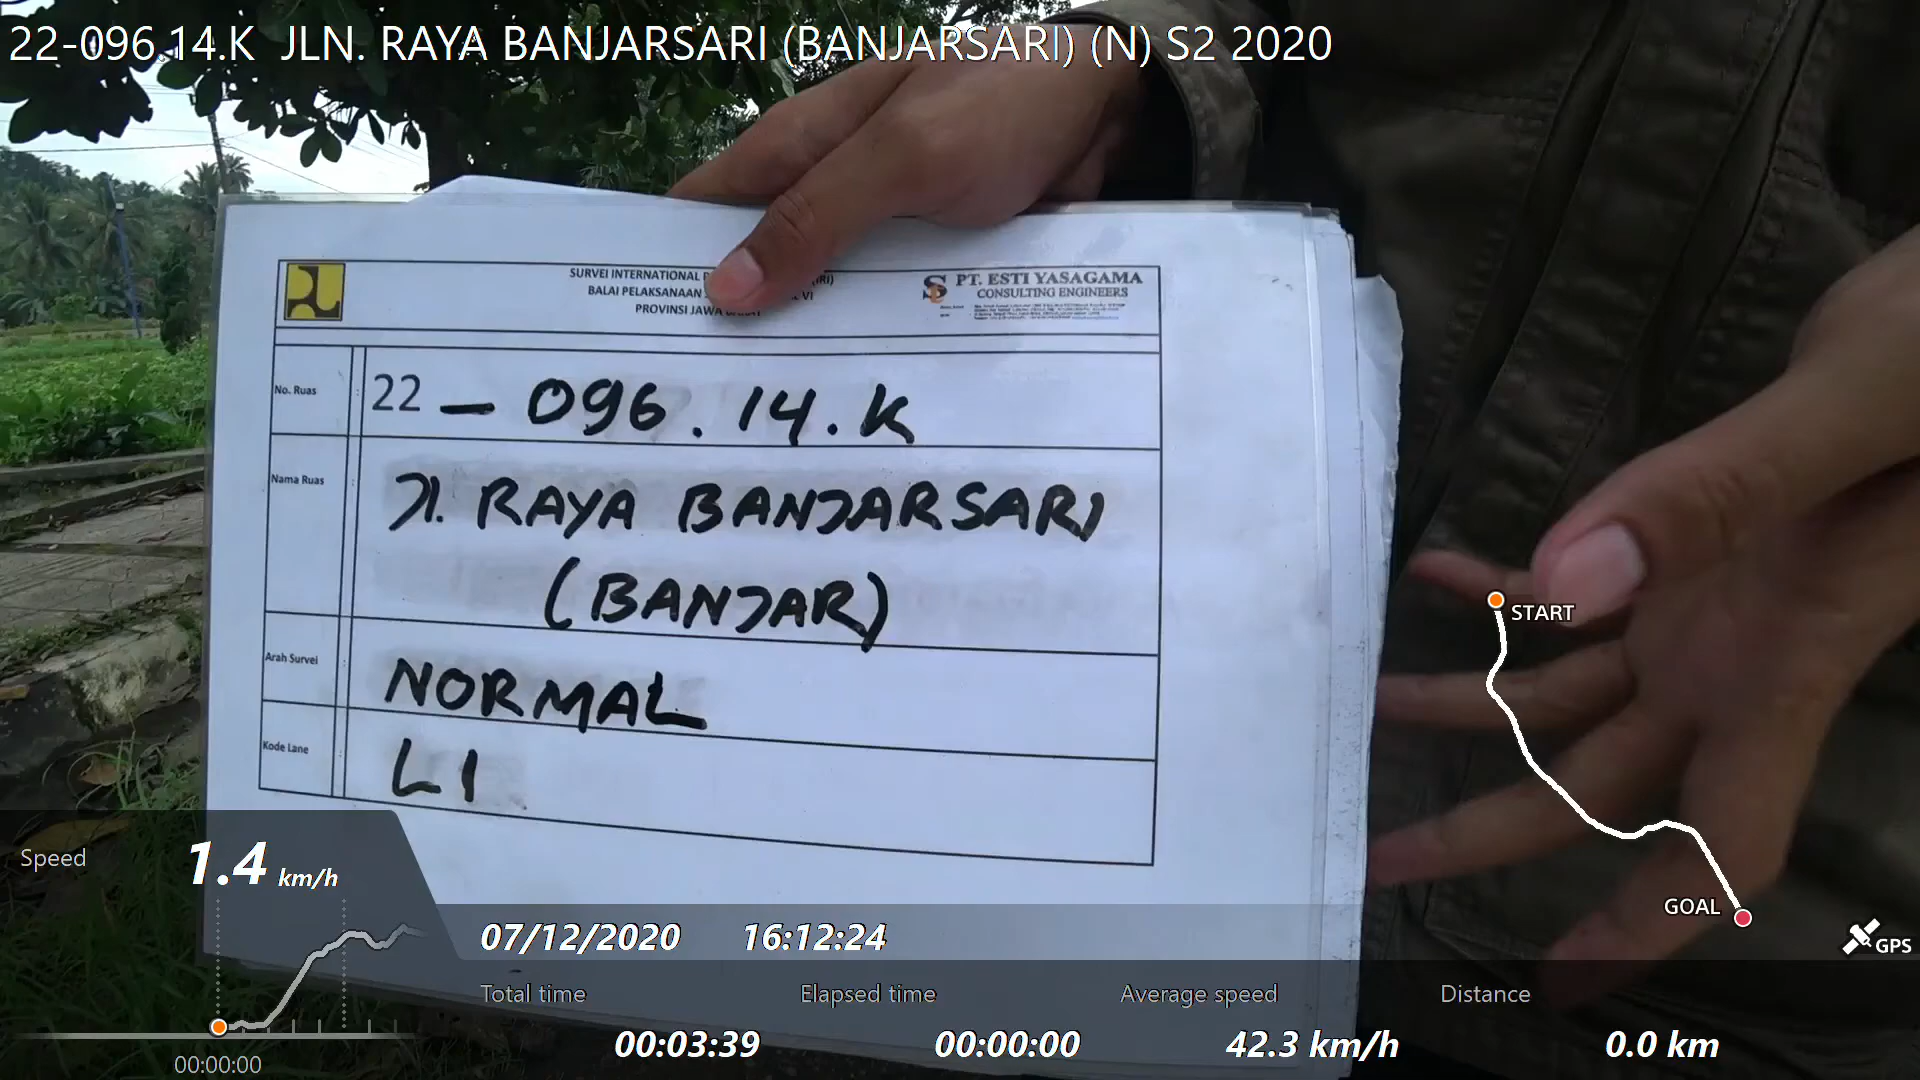 22-096.14.K JLN. RAYA BANJARSARI (BANJARSARI) (N) S2 2020
SURVEI INTERNATIONAL
BALAI PELAKSANAAN VI
PROVINSI JAWA
PT. ESTI YASAGAMA
CONSULTING ENGINEERS
No. Ruas : 22 - 096.14.K
Nama Ruas : Jl. RAYA BANJARSARI
(BANJAR)
Arah Survei : NORMAL
Kode Lane : L1
START
GOAL
GPS
Speed 1.4 km/h
07/12/2020 16:12:24
Total time Elapsed time Average speed Distance
00:03:39 00:00:00 42.3 km/h 0.0 km
00:00:00